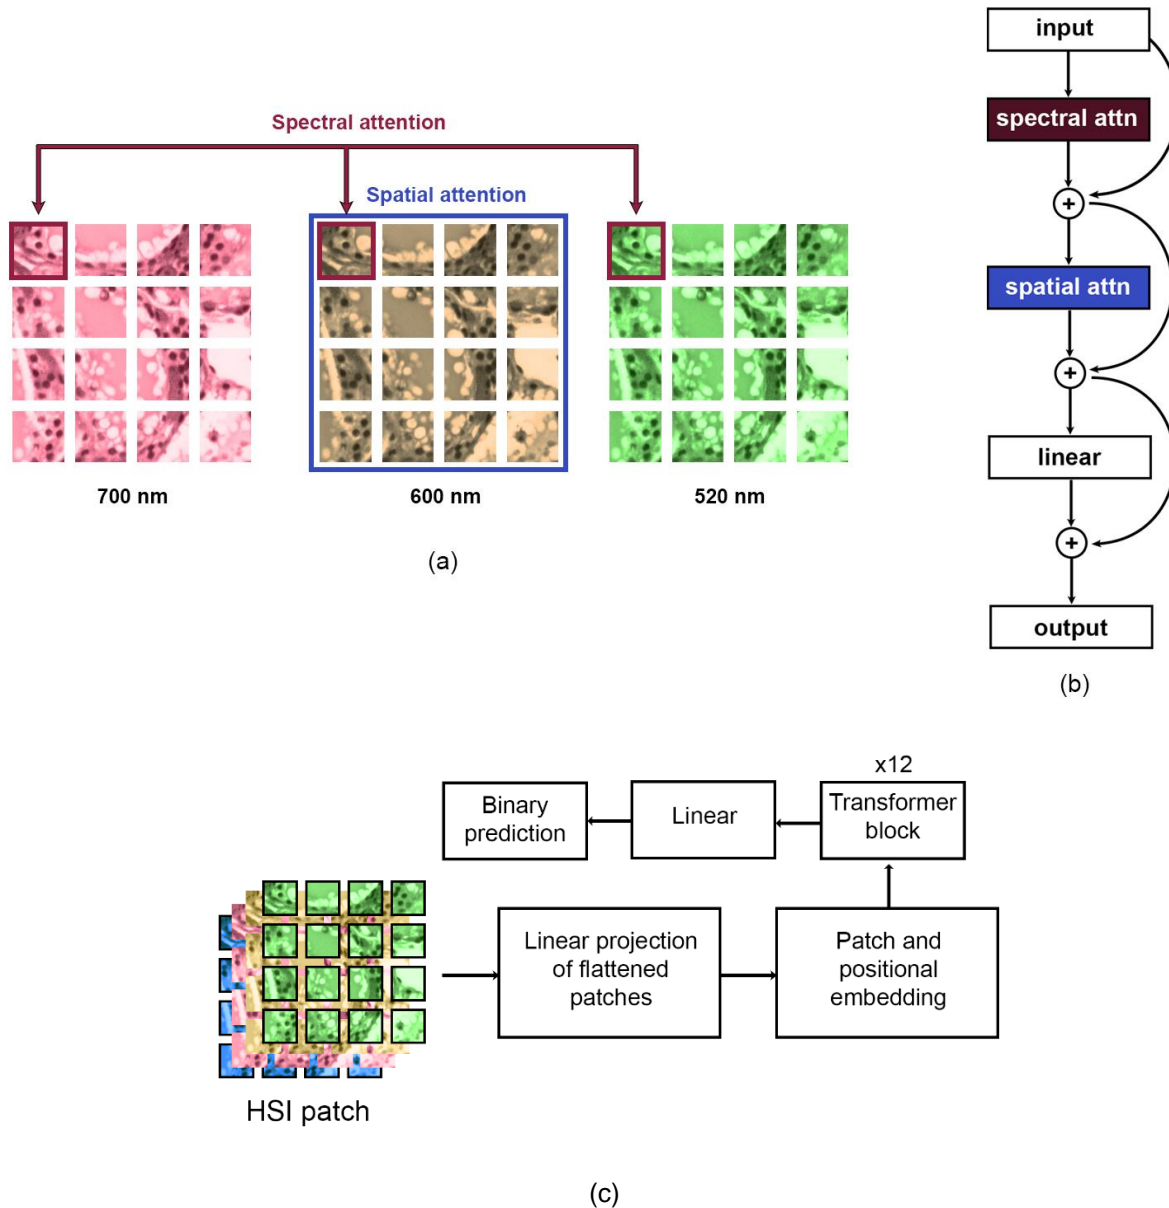 Spectral attention
Spatial attention
700 nm
600 nm
520 nm
(a)
input
spectral attn
+
spatial attn
+
linear
+
output
(b)
x12
Binary
prediction
Linear
Transformer
block
Linear projection
of flattened
patches
Patch and
positional
embedding
HSI patch
(c)